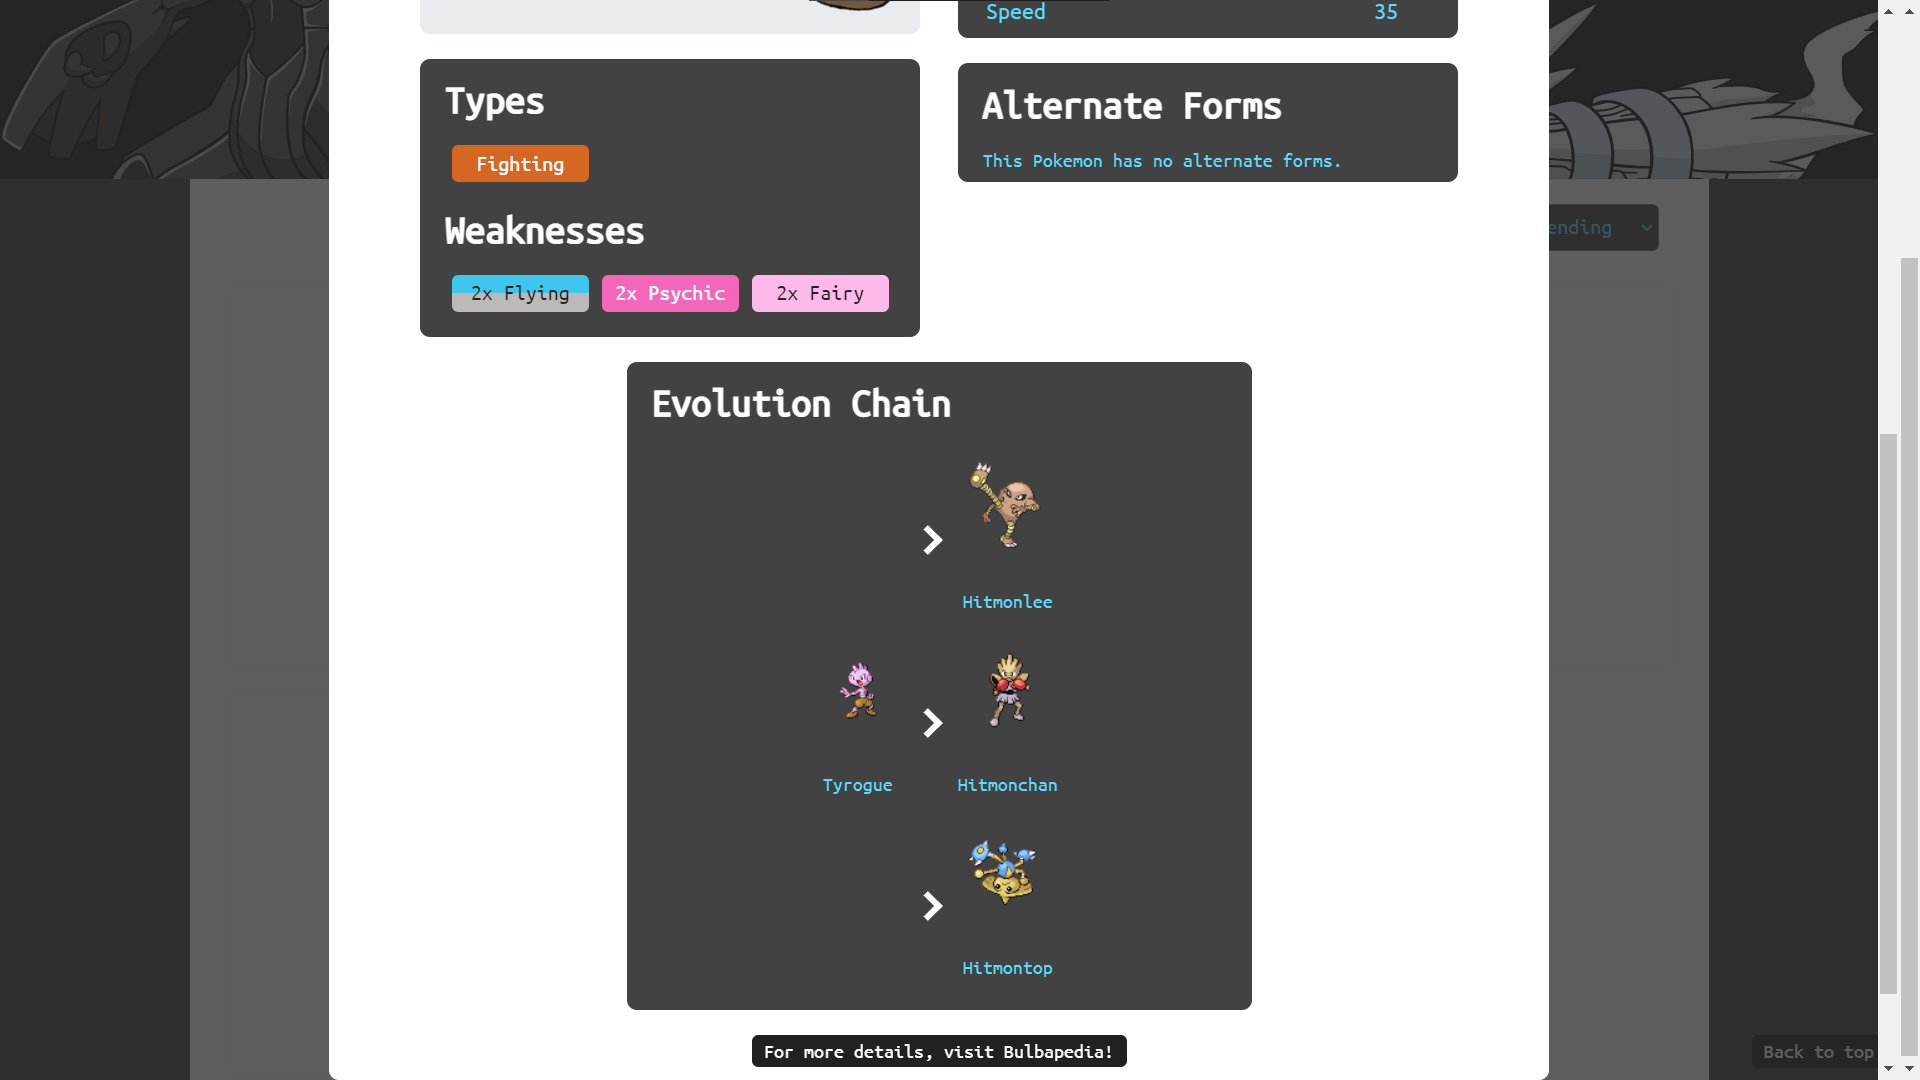 Speed 35
Types
Fighting
Weaknesses
2x Flying 2x Psychic 2x Fairy
Alternate Forms
This Pokemon has no alternate forms.
ending
Evolution Chain
Hitmonlee
Tyrogue Hitmonchan
Hitmontop
For more details, visit Bulbapedia!
Back to top